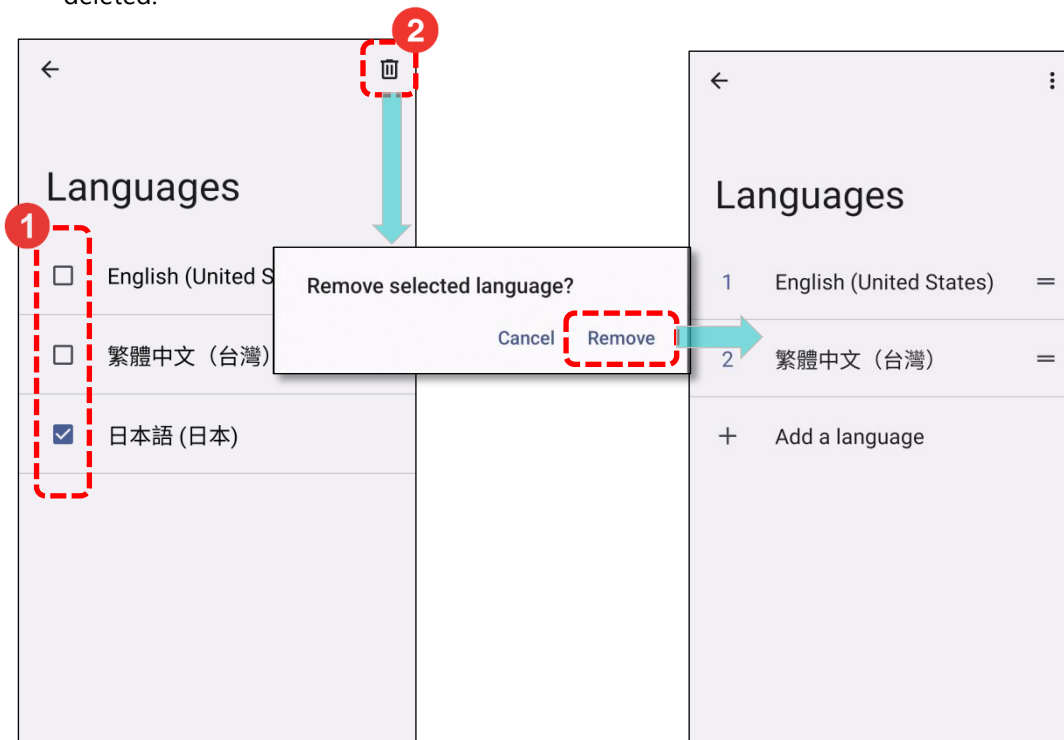 deleted.
2
Languages
1
English (United S
繁體中文（台灣）
日本語 (日本)
Remove selected language?
Cancel Remove
Languages
1 English (United States)
2 繁體中文（台灣）
+ Add a language